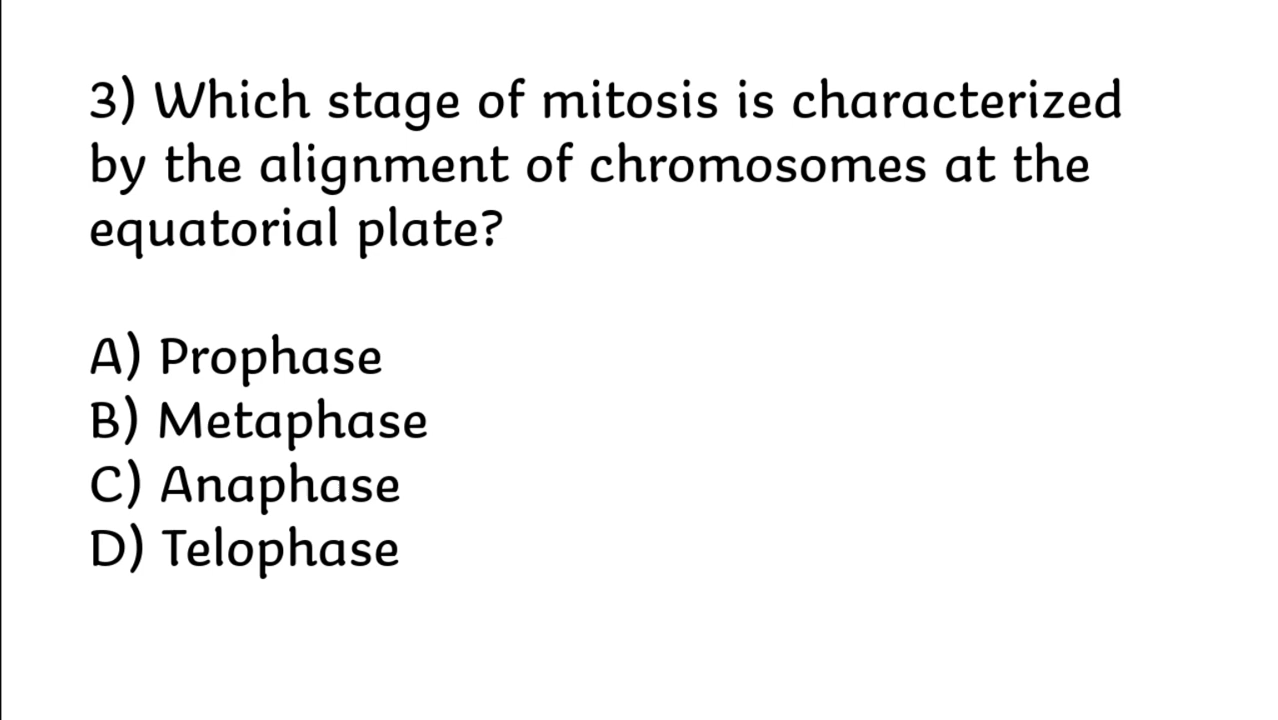 3) Which stage of mitosis is characterized
by the alignment of chromosomes at the
equatorial plate?
A) Prophase
B) Metaphase
C) Anaphase
D) Telophase